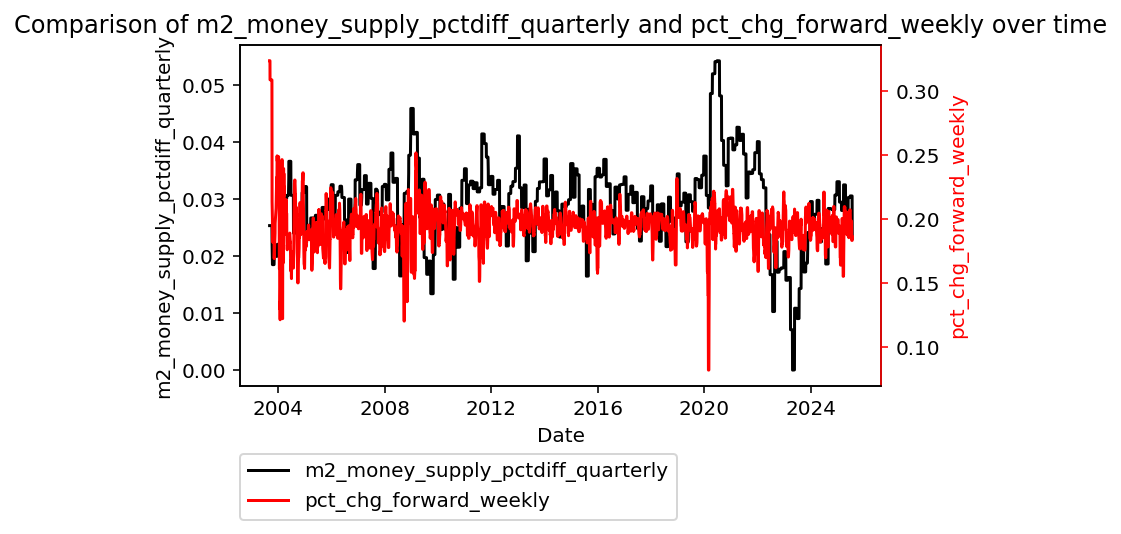 Comparison of m2_money_supply_pctdiff_quarterly and pct_chg_forward_weekly over time
m2_money_supply_pctdiff_quarterly
0.05
0.04
0.03
0.02
0.01
0.00
0.30
0.25
0.20
0.15
0.10
pct_chg_forward_weekly
2004 2008 2012 2016 2020 2024
Date
m2_money_supply_pctdiff_quarterly
pct_chg_forward_weekly